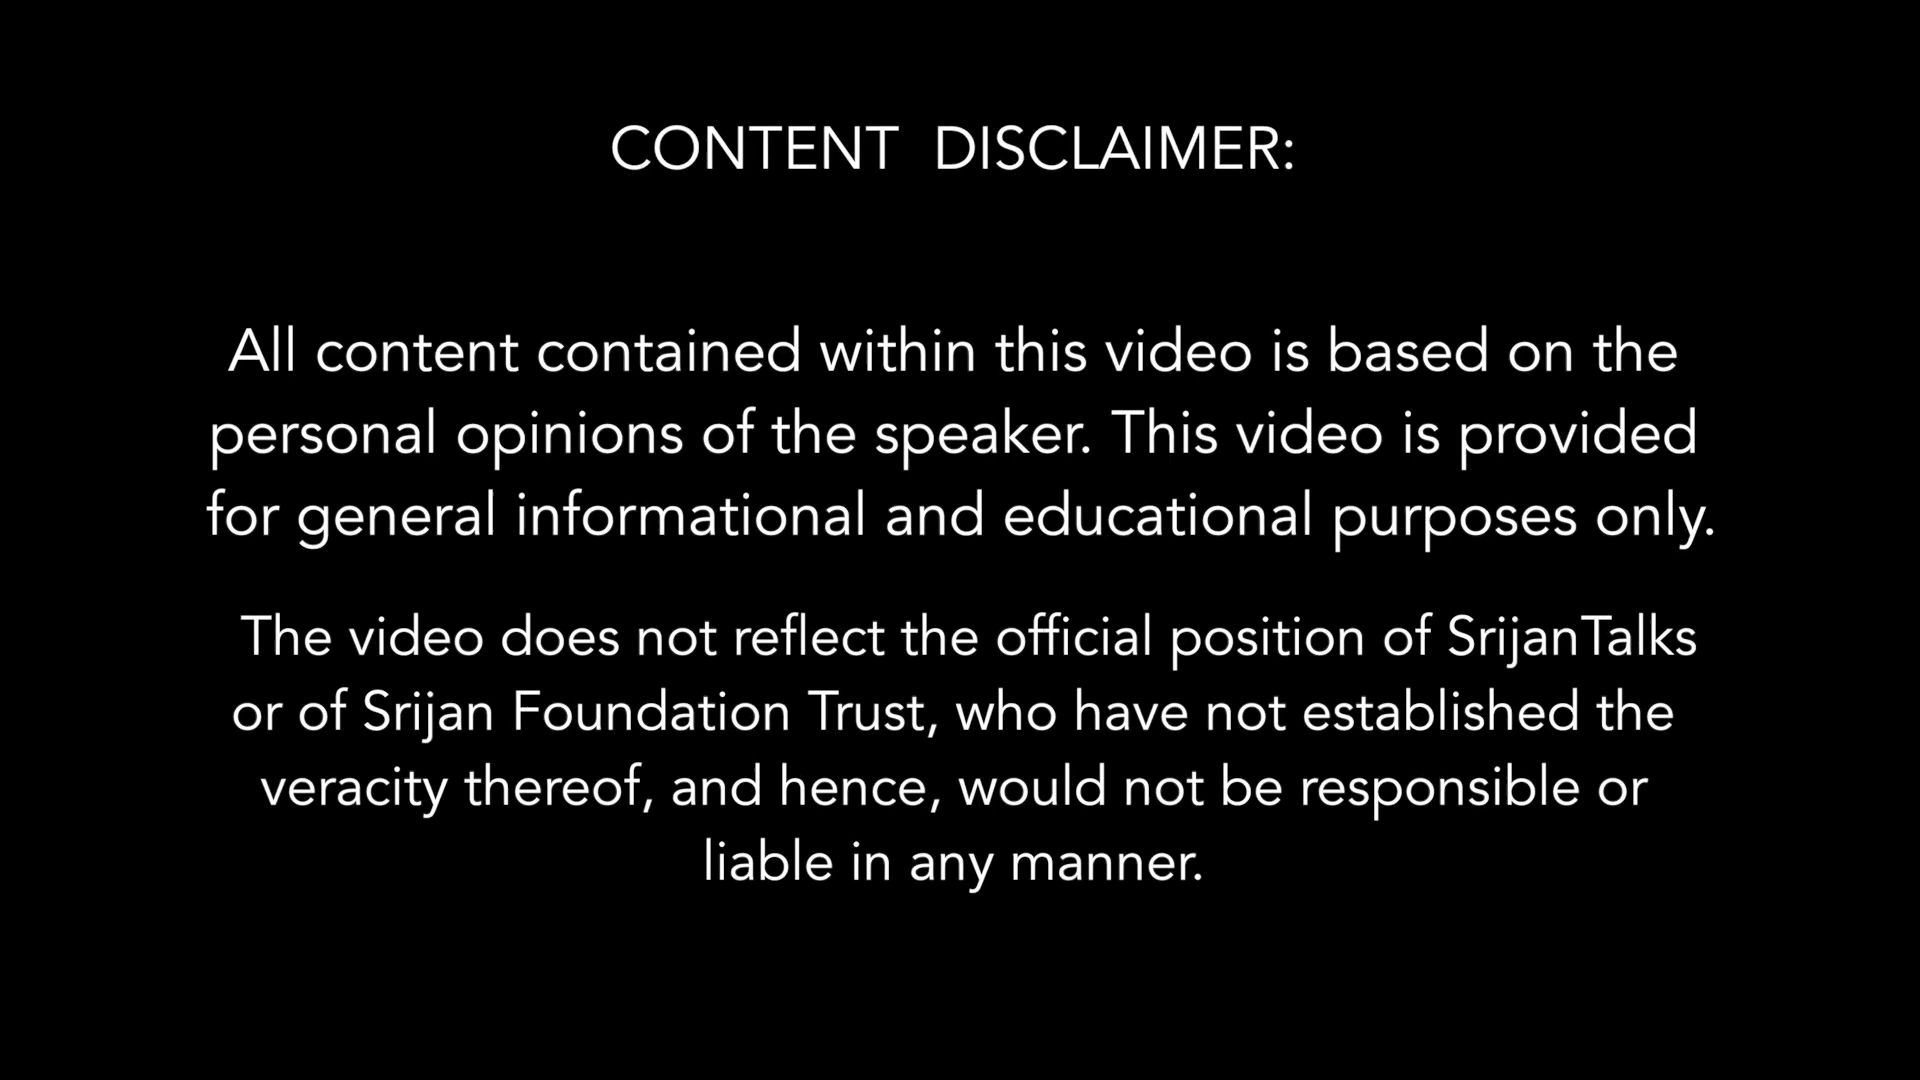 CONTENT DISCLAIMER:
All content contained within this video is based on the
personal opinions of the speaker. This video is provided
for general informational and educational purposes only.
The video does not reflect the official position of SrijanTalks
or of Srijan Foundation Trust, who have not established the
veracity thereof, and hence, would not be responsible or
liable in any manner.